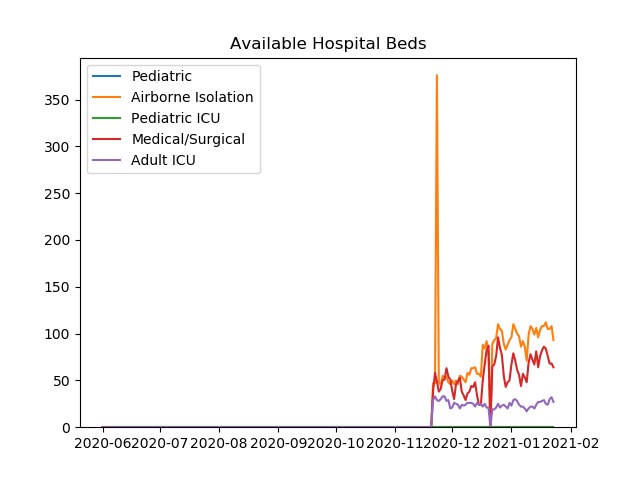 Available Hospital Beds
Pediatric
Airborne Isolation
Pediatric ICU
Medical/Surgical
Adult ICU
350
300
250
200
150
100
50
0
2020-06 2020-07 2020-08 2020-09 2020-10 2020-11 2020-12 2021-01 2021-02